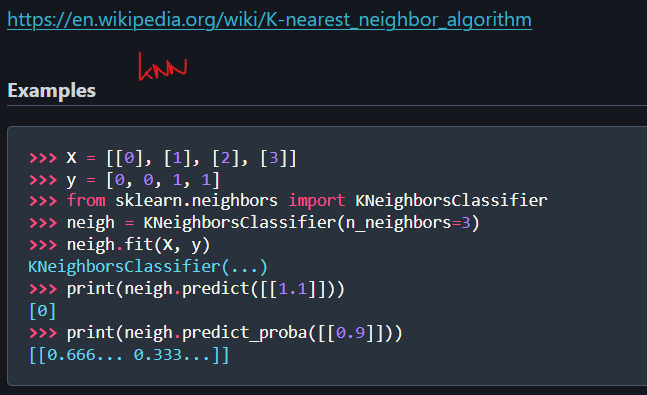 https://en.wikipedia.org/wiki/K-nearest_neighbor_algorithm
knn
Examples
>>> X = [[0], [1], [2], [3]]
>>> y = [0, 0, 1, 1]
>>> from sklearn.neighbors import KNeighborsClassifier
>>> neigh = KNeighborsClassifier(n_neighbors=3)
>>> neigh.fit(X, y)
KNeighborsClassifier(...)
>>> print(neigh.predict([[1.1]]))
[0]
>>> print(neigh.predict_proba([[0.9]]))
[[0.666... 0.333...]]